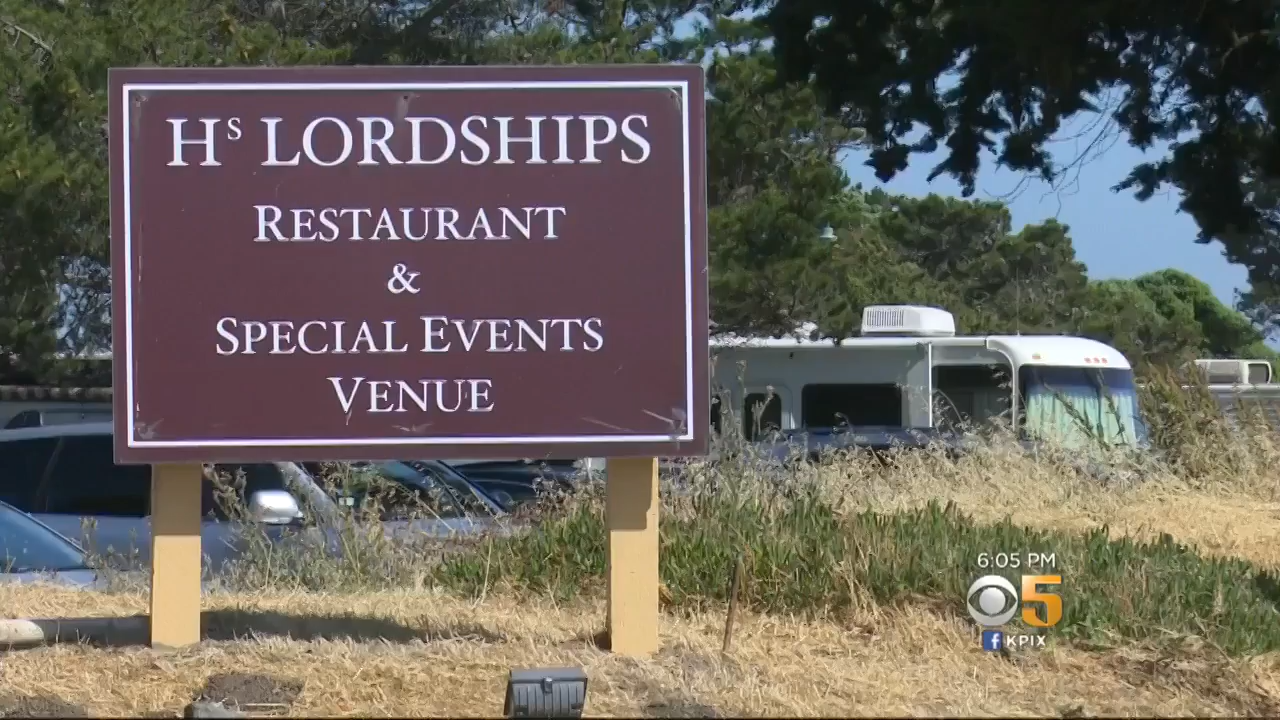 Hs LORDSHIPS
RESTAURANT
&
SPECIAL EVENTS
VENUE
6:05 PM
5
f KPIX